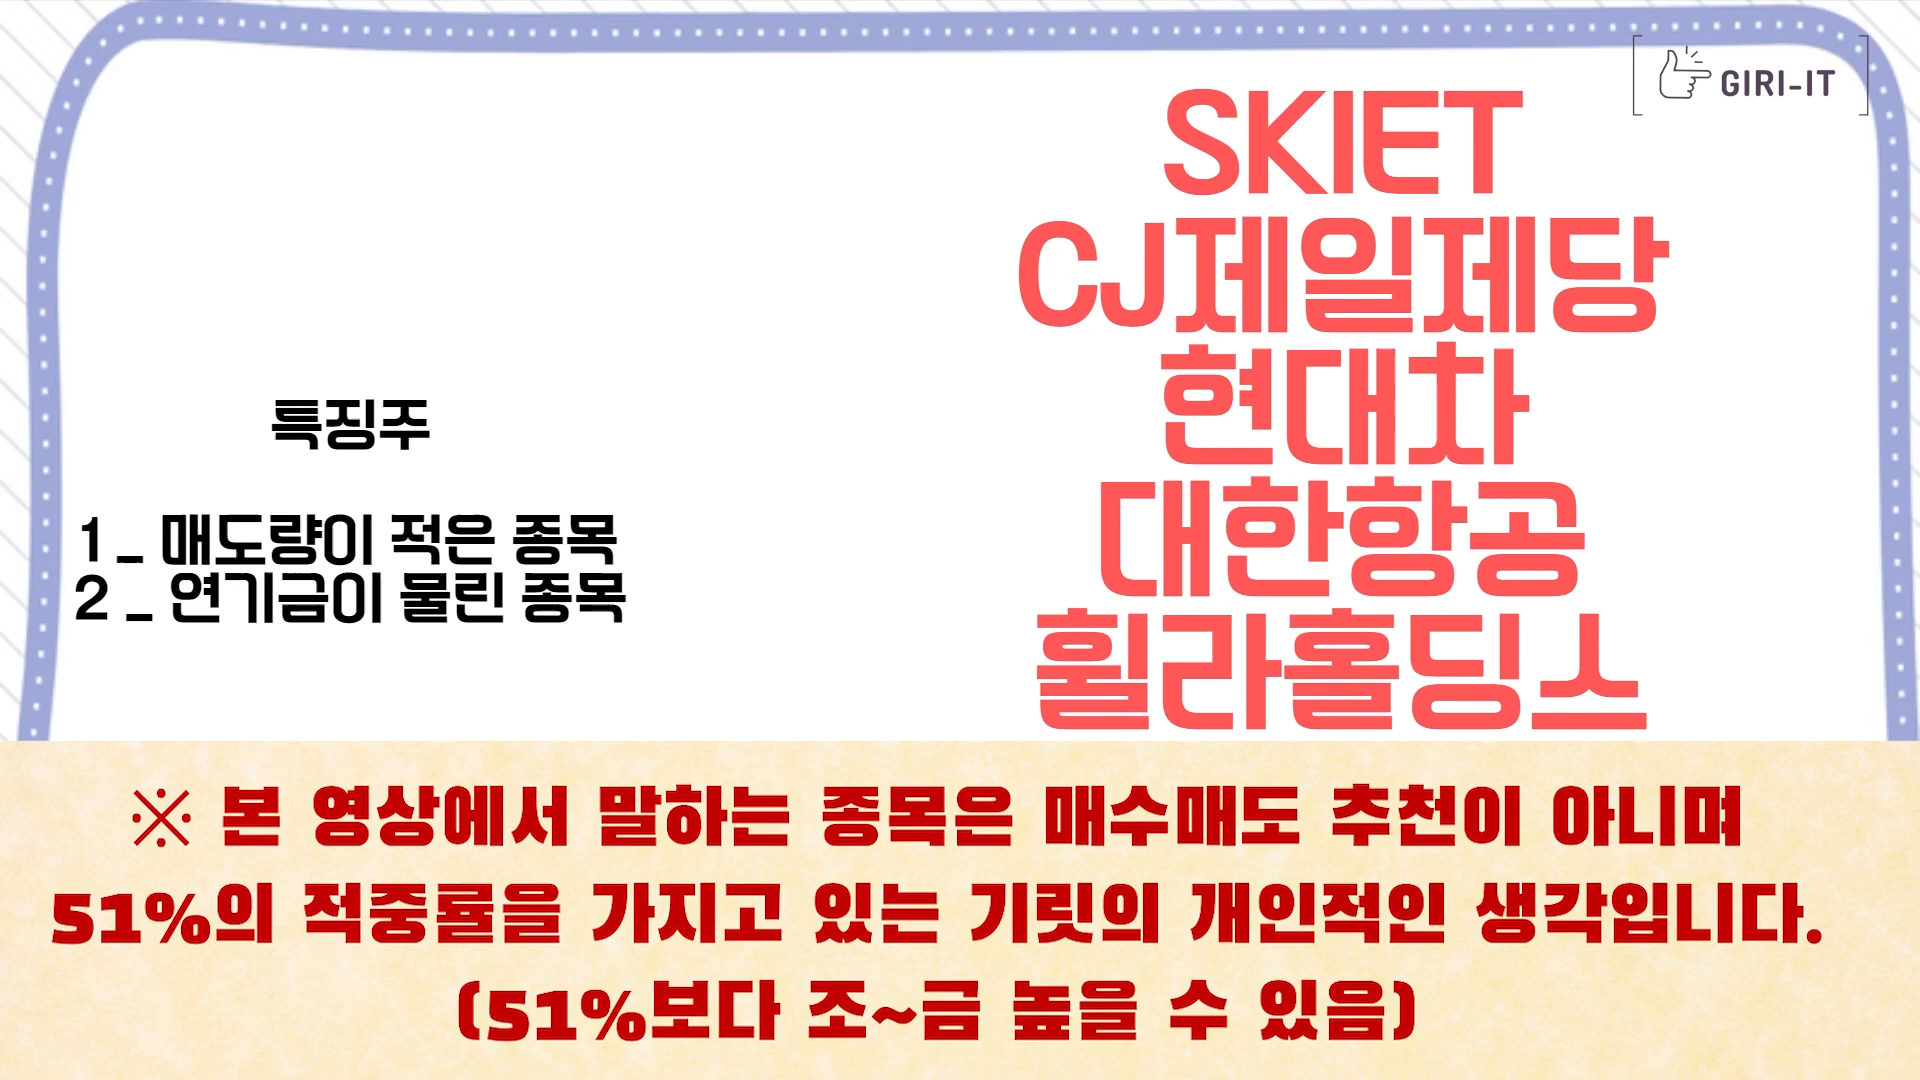 GIRI-IT
특징주
1_ 매도량이 적은 종목
2 _ 연기금이 물린 종목
SKIET
CJ제일제당
현대차
대한항공
휠라홀딩스
※ 본 영상에서 말하는 종목은 매수매도 추천이 아니며
51%의 적중률을 가지고 있는 기릿의 개인적인 생각입니다.
(51%보다 조~금 높을 수 있음)